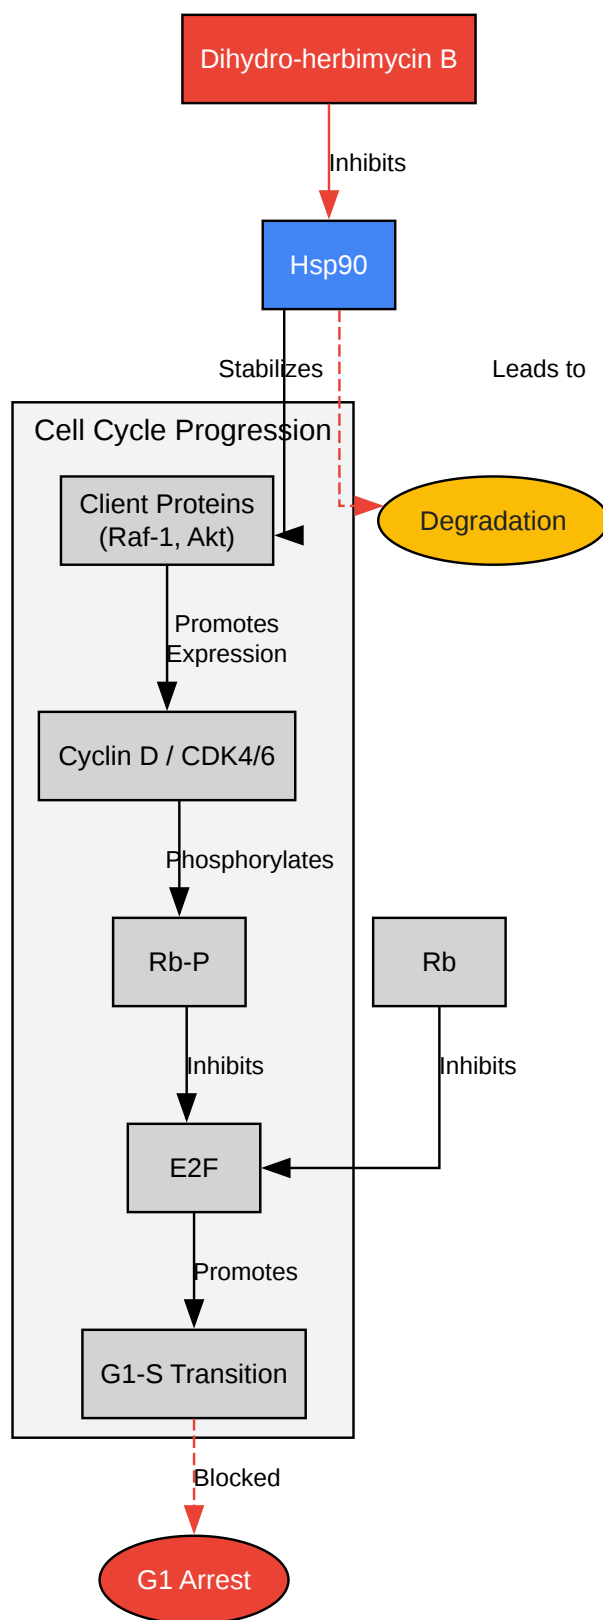 Dihydro-herbimycin B
Inhibits
Hsp90
Stabilizes
Leads to
Cell Cycle Progression
Client Proteins
(Raf-1, Akt)
Degradation
Promotes
Expression
Cyclin D / CDK4/6
Phosphorylates
Rb-P
Rb
Inhibits
Inhibits
E2F
Promotes
G1-S Transition
Blocked
G1 Arrest